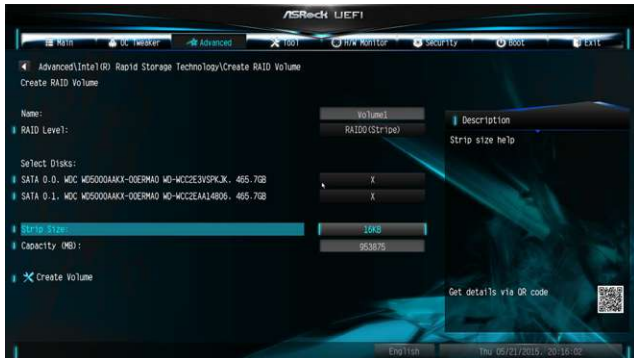 ASRock UEFI
Main OC Tweaker Advanced Tool H/W Monitor Security Boot Exit
Advanced\Intel(R) Rapid Storage Technology\Create RAID Volume
Create RAID Volume
Name: Volume1
RAID Level: RAID0(Stripe)
Select Disks:
SATA 0.0, WDC WD5000AAKX-00ERMA0 WD-WCC2E3VSPKJK, 465.7GB X
SATA 0.1, WDC WD5000AAKX-00ERMA0 WD-WCC2EAA14806, 465.7GB X
Strip Size: 16KB
Capacity (MB): 953875
Create Volume
Description
Strip size help
Get details via QR code
English Thu 05/21/2015, 20:16:02